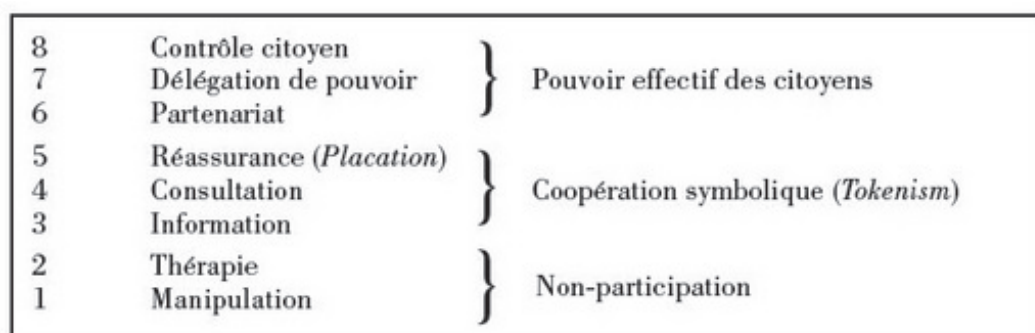 8 Contrôle citoyen
7 Délégation de pouvoir
6 Partenariat
Pouvoir effectif des citoyens
5 Réassurance (Placation)
4 Consultation
3 Information
Coopération symbolique (Tokenism)
2 Thérapie
1 Manipulation
Non-participation